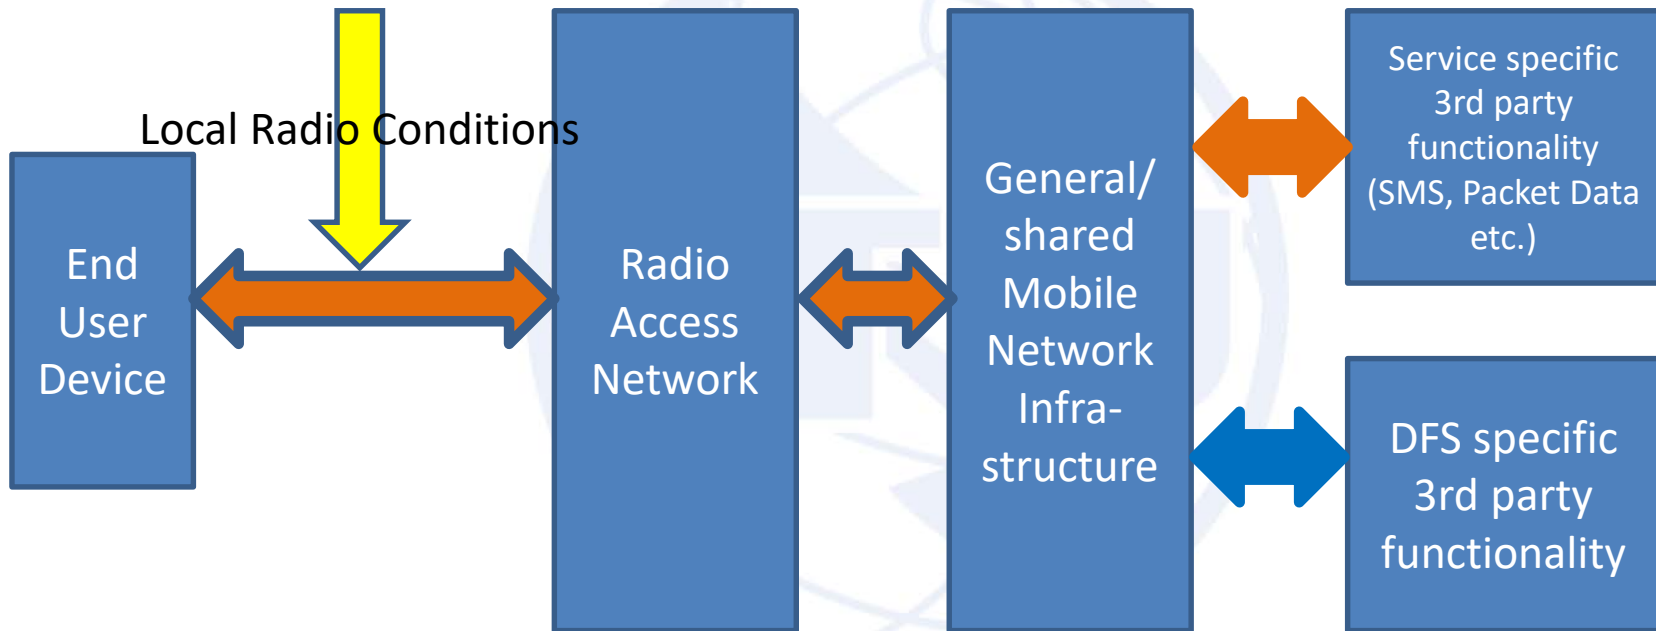 Local Radio Conditions
End
User
Device
Radio
Access
Network
General/
shared
Mobile
Network
Infra-
structure
Service specific
3rd party
functionality
(SMS, Packet Data
etc.)
DFS specific
3rd party
functionality